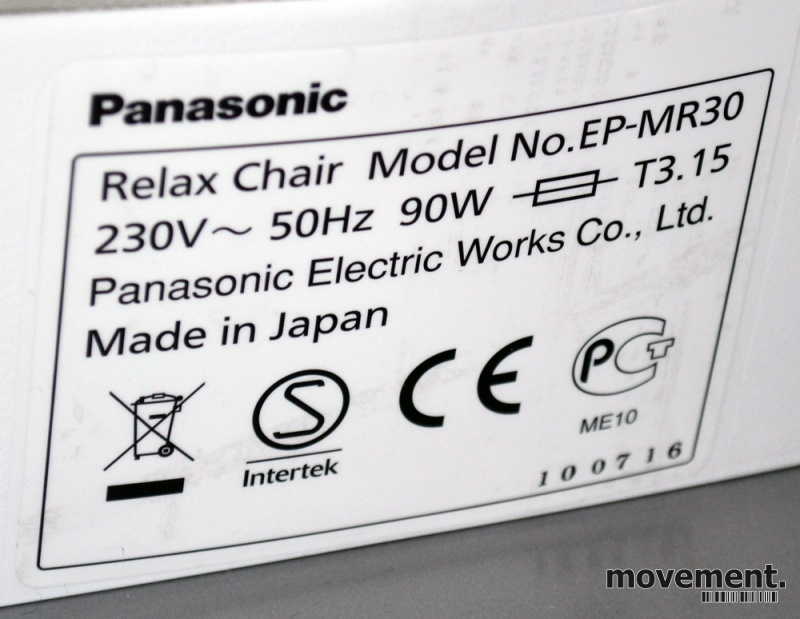 Panasonic
Relax Chair Model No.EP-MR30
230V~ 50Hz 90W T3.15
Panasonic Electric Works Co., Ltd.
Made in Japan
S
Intertek
CE
PCT
ME10
100716
movement.